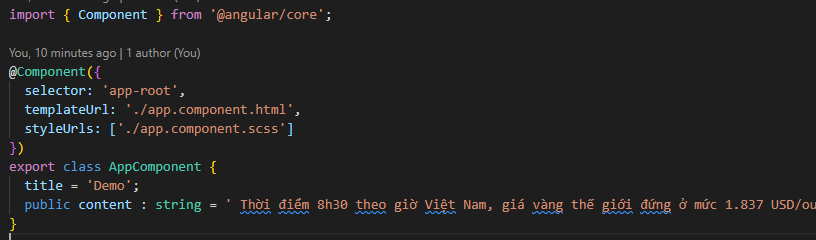 import { Component } from '@angular/core';
You, 10 minutes ago | 1 author (You)
@Component({
  selector: 'app-root',
  templateUrl: './app.component.html',
  styleUrls: ['./app.component.scss']
})
export class AppComponent {
  title = 'Demo';
  public content : string = ' Thời điểm 8h30 theo giờ Việt Nam, giá vàng thế giới đứng ở mức 1.837 USD/ou
}